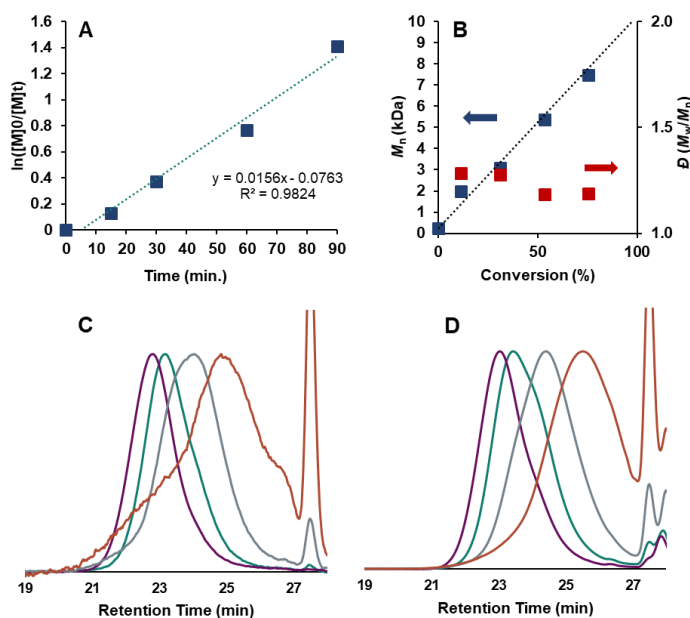 A
1.6
1.4
1.2
1
0.8
0.6
0.4
0.2
0
ln([M]0/[M]t)
y = 0.0156x - 0.0763
R² = 0.9824
0 10 20 30 40 50 60 70 80 90
Time (min.)
B
10
9
8
7
6
5
4
3
2
1
0
Mn (kDa)
2.0
1.5
1.0
Đ (Mw/Mn)
0 50 100
Conversion (%)
C
19 21 23 25 27
Retention Time (min)
D
19 21 23 25 27
Retention Time (min)